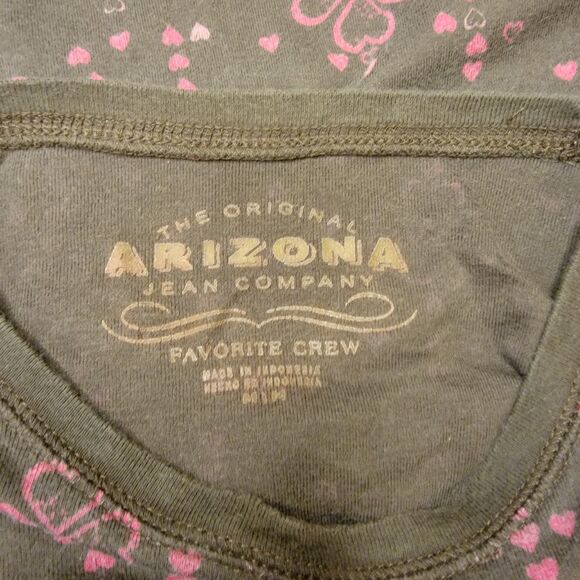 THE ORIGINAL
ARIZONA
JEAN COMPANY
FAVORITE CREW
MADE IN INDONESIA
HECHO EN INDONESIA